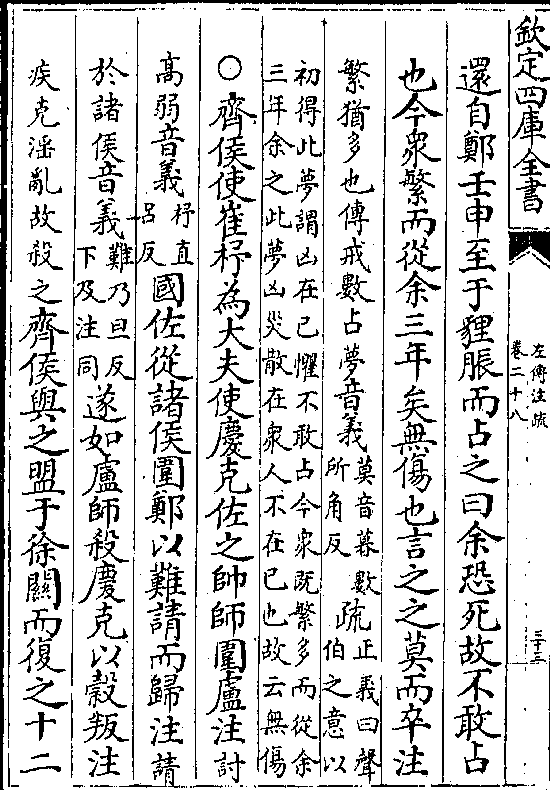 欽定四庫全書
左傳注疏
卷二十八
三十三
還自鄭壬申至于貍脤而占之曰余恐死故不敢占
也今衆繁而從余三年矣無傷也言之之莫而卒注
繁猶多也傳戒數占夢音義莫音暮數
所角反疏正義曰聲
伯之意以
初得此夢謂凶在已懼不敢占今衆既繁多而從余
三年余之此夢凶災散在衆人不在已也故云無傷
○齊侯使崔杼為大夫使慶克佐之帥師圍盧注討
高弱音義杼直
呂反國佐從諸侯圍鄭以難請而歸注請
於諸侯音義難乃旦反
下及注同遂如盧師殺慶克以穀叛注
疾克淫亂故殺之齊侯與之盟于徐關而復之十二